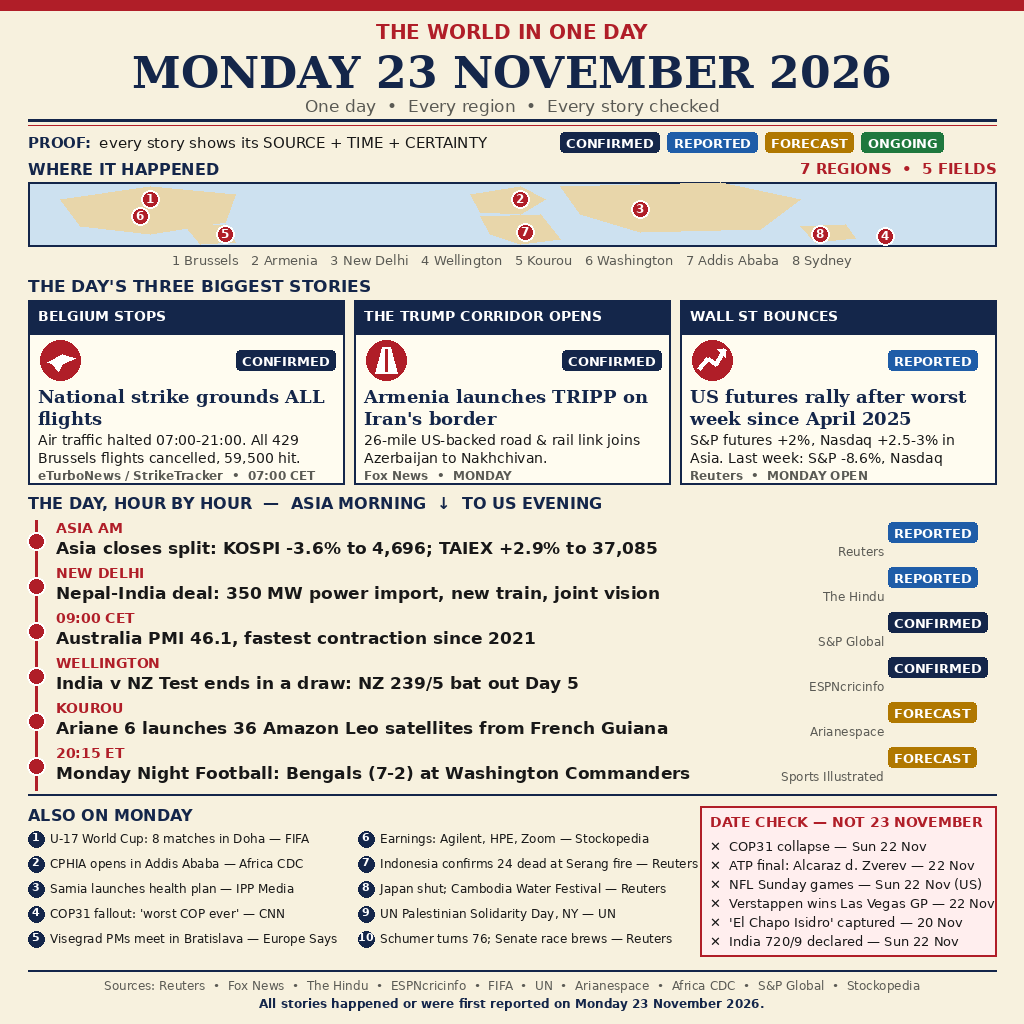 THE WORLD IN ONE DAY
MONDAY 23 NOVEMBER 2026
One day • Every region • Every story checked
PROOF: every story shows its SOURCE + TIME + CERTAINTY
CONFIRMED REPORTED FORECAST ONGOING
WHERE IT HAPPENED
7 REGIONS • 5 FIELDS
1
2
3
6
5
7
8
4
1 Brussels 2 Armenia 3 New Delhi 4 Wellington 5 Kourou 6 Washington 7 Addis Ababa 8 Sydney
THE DAY'S THREE BIGGEST STORIES
BELGIUM STOPS
CONFIRMED
National strike grounds ALL
flights
Air traffic halted 07:00-21:00. All 429
Brussels flights cancelled, 59,500 hit.
eTurboNews / StrikeTracker • 07:00 CET
THE TRUMP CORRIDOR OPENS
CONFIRMED
Armenia launches TRIPP on
Iran's border
26-mile US-backed road & rail link joins
Azerbaijan to Nakhchivan.
Fox News • MONDAY
WALL ST BOUNCES
REPORTED
US futures rally after worst
week since April 2025
S&P futures +2%, Nasdaq +2.5-3% in
Asia. Last week: S&P -8.6%, Nasdaq
Reuters • MONDAY OPEN
THE DAY, HOUR BY HOUR — ASIA MORNING ↓ TO US EVENING
ASIA AM
Asia closes split: KOSPI -3.6% to 4,696; TAIEX +2.9% to 37,085
REPORTED
Reuters
NEW DELHI
Nepal-India deal: 350 MW power import, new train, joint vision
REPORTED
The Hindu
09:00 CET
Australia PMI 46.1, fastest contraction since 2021
CONFIRMED
S&P Global
WELLINGTON
India v NZ Test ends in a draw: NZ 239/5 bat out Day 5
CONFIRMED
ESPNcricinfo
KOUROU
Ariane 6 launches 36 Amazon Leo satellites from French Guiana
FORECAST
Arianespace
20:15 ET
Monday Night Football: Bengals (7-2) at Washington Commanders
FORECAST
Sports Illustrated
ALSO ON MONDAY
1 U-17 World Cup: 8 matches in Doha — FIFA
2 CPHIA opens in Addis Ababa — Africa CDC
3 Samia launches health plan — IPP Media
4 COP31 fallout: 'worst COP ever' — CNN
5 Visegrad PMs meet in Bratislava — Europe Says
6 Earnings: Agilent, HPE, Zoom — Stockopedia
7 Indonesia confirms 24 dead at Serang fire — Reuters
8 Japan shut; Cambodia Water Festival — Reuters
9 UN Palestinian Solidarity Day, NY — UN
10 Schumer turns 76; Senate race brews — Reuters
DATE CHECK — NOT 23 NOVEMBER
✕ COP31 collapse — Sun 22 Nov
✕ ATP final: Alcaraz d. Zverev — 22 Nov
✕ NFL Sunday games — Sun 22 Nov (US)
✕ Verstappen wins Las Vegas GP — 22 Nov
✕ 'El Chapo Isidro' captured — 20 Nov
✕ India 720/9 declared — Sun 22 Nov
Sources: Reuters • Fox News • The Hindu • ESPNcricinfo • FIFA • UN • Arianespace • Africa CDC • S&P Global • Stockopedia
All stories happened or were first reported on Monday 23 November 2026.